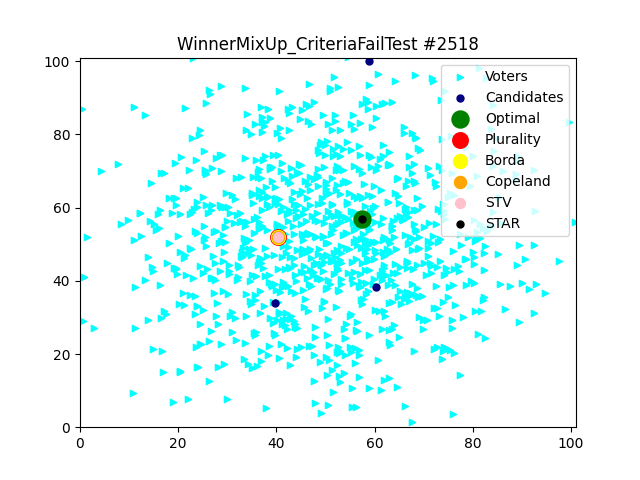 WinnerMixUp_CriteriaFailTest #2518
100
80
60
40
20
0
0 20 40 60 80 100
Voters
Candidates
Optimal
Plurality
Borda
Copeland
STV
STAR